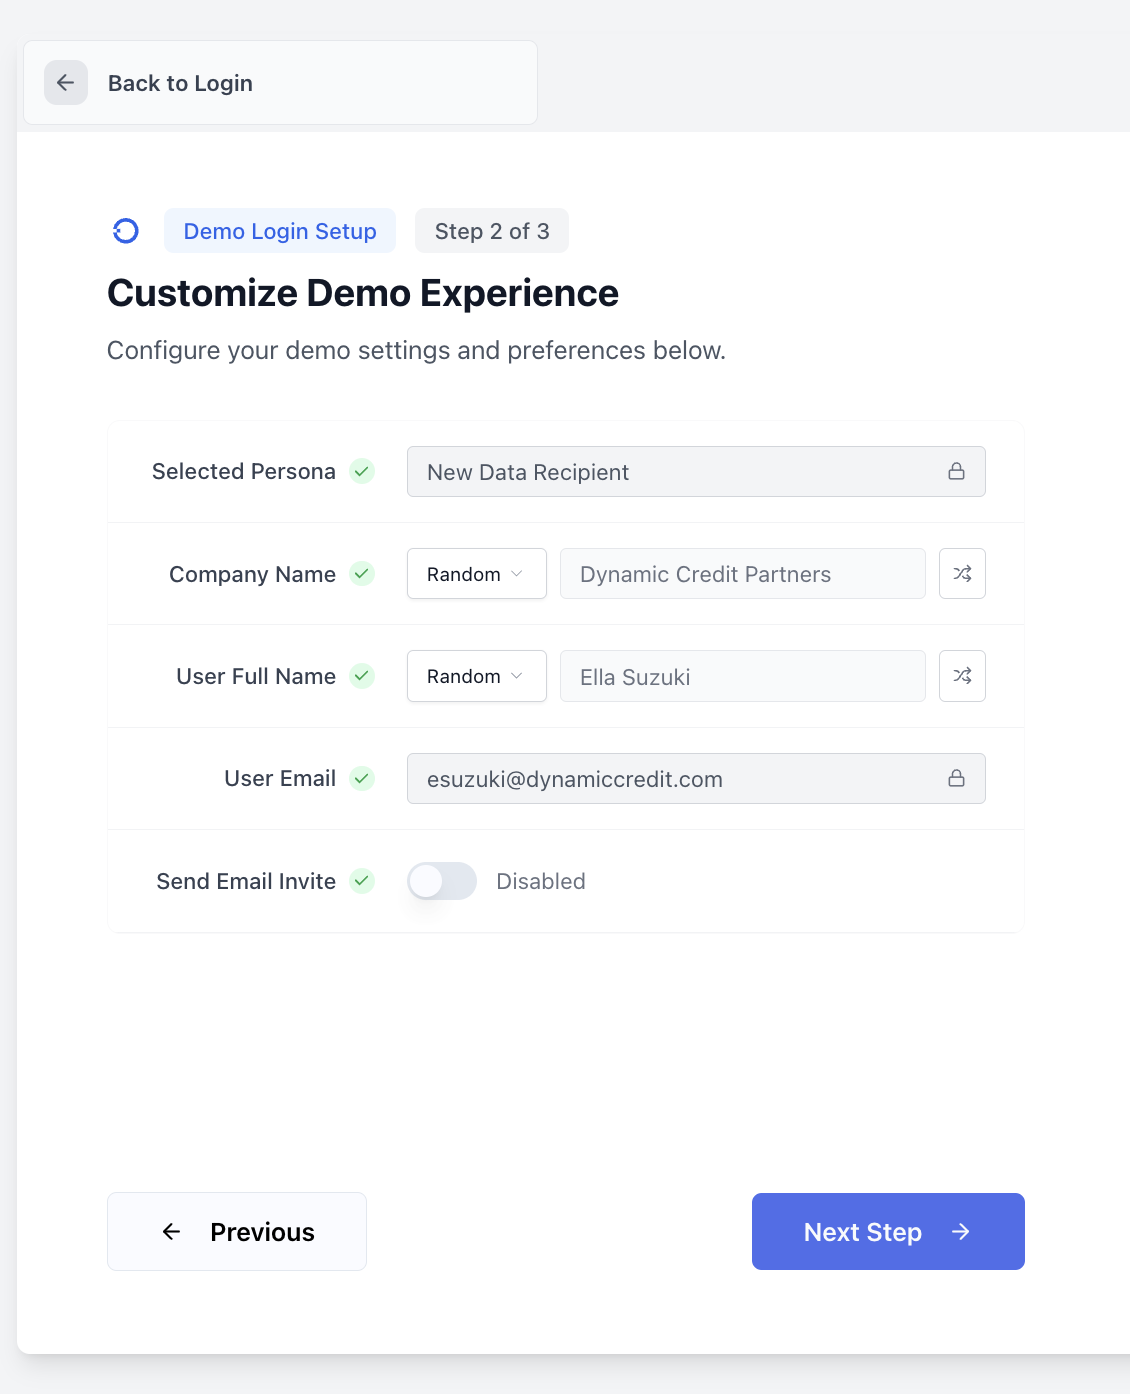 Back to Login
Demo Login Setup
Step 2 of 3
Customize Demo Experience
Configure your demo settings and preferences below.
Selected Persona
New Data Recipient
Company Name
Random
Dynamic Credit Partners
User Full Name
Random
Ella Suzuki
User Email
esuzuki@dynamiccredit.com
Send Email Invite
Disabled
Previous
Next Step